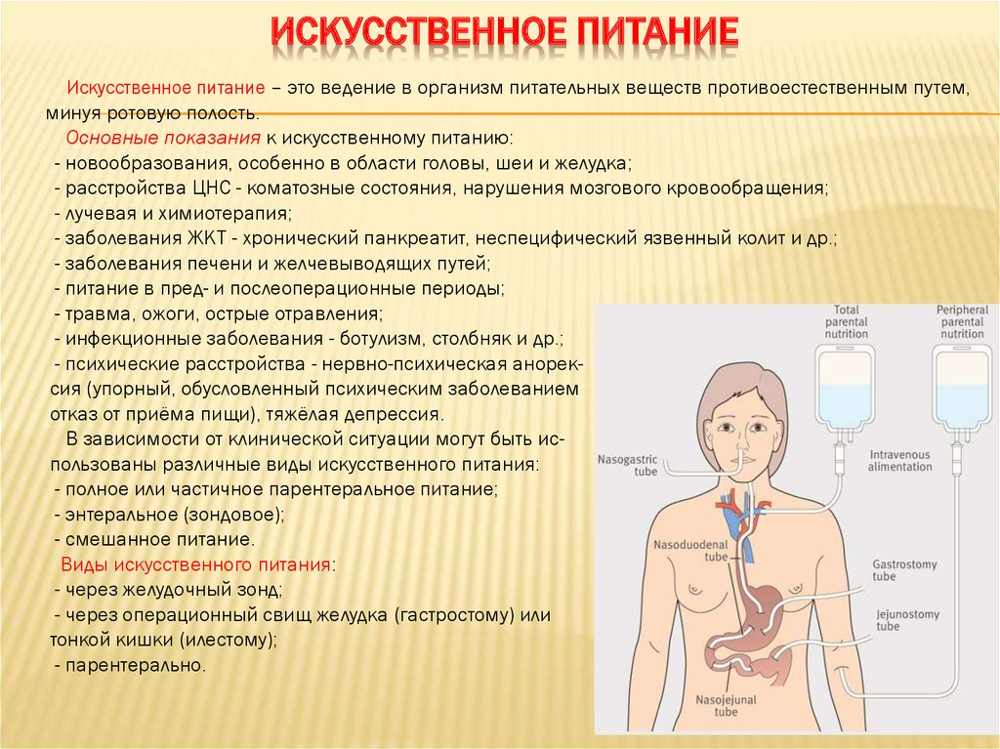 ИСКУССТВЕННОЕ ПИТАНИЕ
Искусственное питание – это ведение в организм питательных веществ противоестественным путем,
минуя ротовую полость.
Основные показания к искусственному питанию:
- новообразования, особенно в области головы, шеи и желудка;
- расстройства ЦНС - коматозные состояния, нарушения мозгового кровообращения;
- лучевая и химиотерапия;
- заболевания ЖКТ - хронический панкреатит, неспецифический язвенный колит и др.;
- заболевания печени и желчевыводящих путей;
- питание в пред- и послеоперационные периоды;
- травма, ожоги, острые отравления;
- инфекционные заболевания - ботулизм, столбняк и др.;
- психические расстройства - нервно-психическая анорек-
сия (упорный, обусловленный психическим заболеванием
отказ от приёма пищи), тяжёлая депрессия.
В зависимости от клинической ситуации могут быть ис-
пользованы различные виды искусственного питания:
- полное или частичное парентеральное питание;
- энтеральное (зондовое);
- смешанное питание.
Виды искусственного питания:
- через желудочный зонд;
- через операционный свищ желудка (гастростому) или
тонкой кишки (илестому);
- парентерально.
Total
parental
nutrition
Peripheral
parental
nutrition
Nasogastric
tube
Intravenous
alimentation
Nasoduodenal
tube
Gastrostomy
tube
Jejunostomy
tube
Nasojejunal
tube